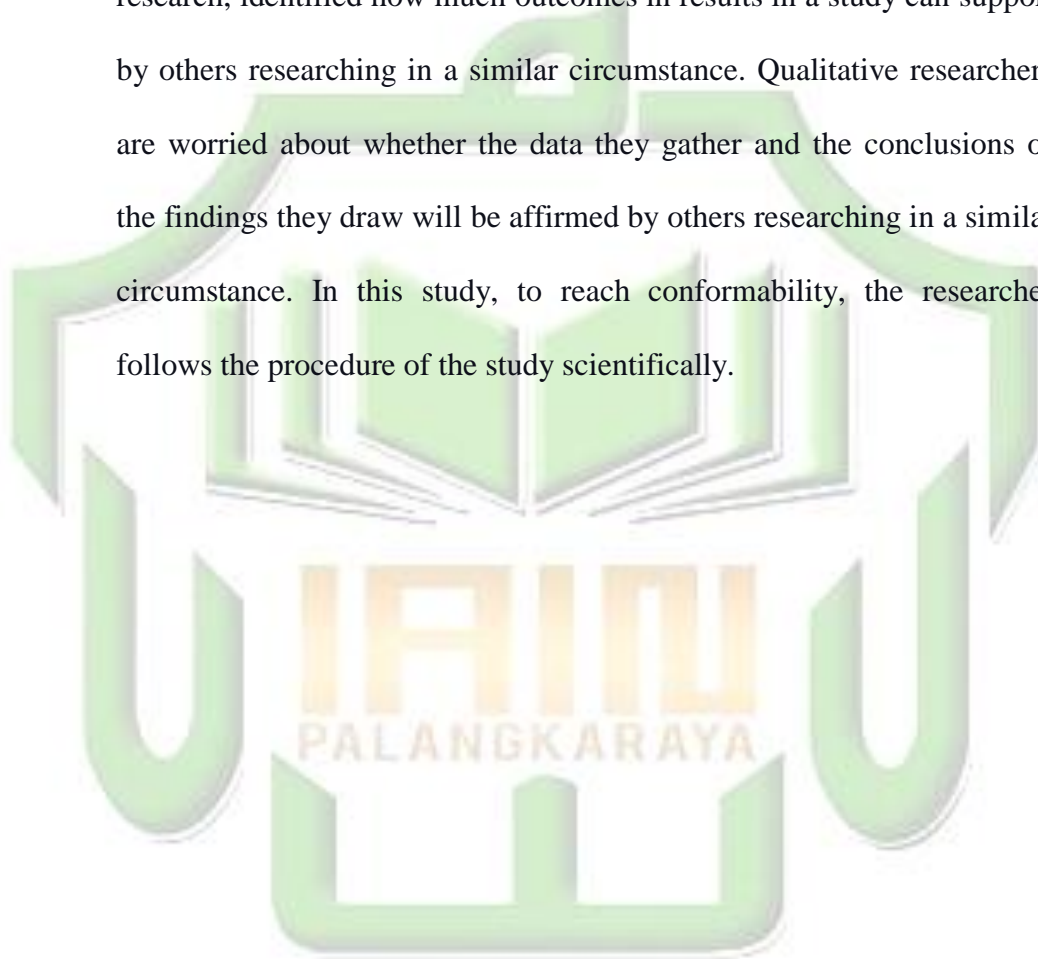 research, identified how much outcomes in results in a study can suppor
by others researching in a similar circumstance. Qualitative researcher
are worried about whether the data they gather and the conclusions o
the findings they draw will be affirmed by others researching in a simila
circumstance. In this study, to reach conformability, the researche
follows the procedure of the study scientifically.
IAIN
PALANGKARAYA